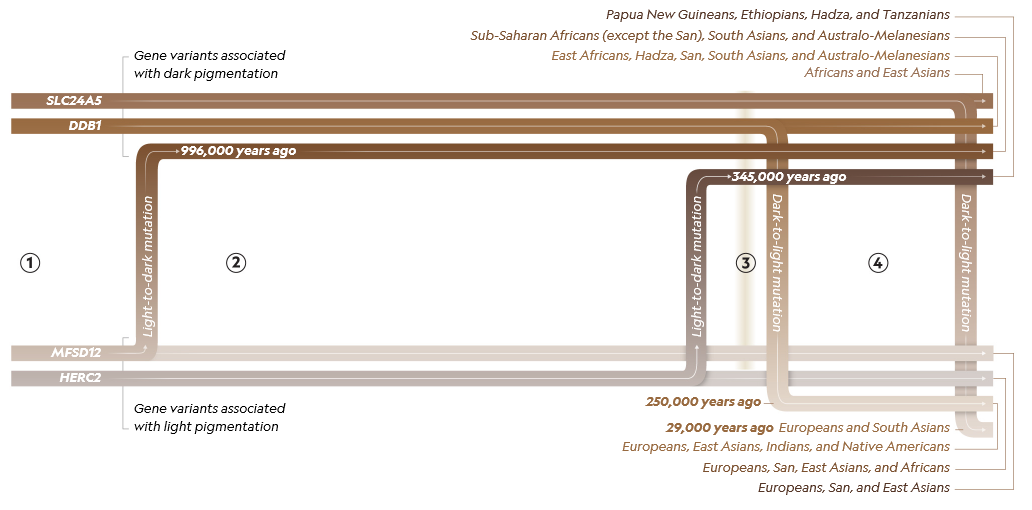 Papua New Guineans, Ethiopians, Hadza, and Tanzanians
Sub-Saharan Africans (except the San), South Asians, and Australo-Melanesians
East Africans, Hadza, San, South Asians, and Australo-Melanesians
Africans and East Asians
Gene variants associated
with dark pigmentation
SLC24A5
DDB1
996,000 years ago
345,000 years ago
Light-to-dark mutation
Light-to-dark mutation
Dark-to-light mutation
Dark-to-light mutation
1
2
3
4
MFSD12
HERC2
Gene variants associated
with light pigmentation
250,000 years ago
29,000 years ago Europeans and South Asians
Europeans, East Asians, Indians, and Native Americans
Europeans, San, East Asians, and Africans
Europeans, San, and East Asians